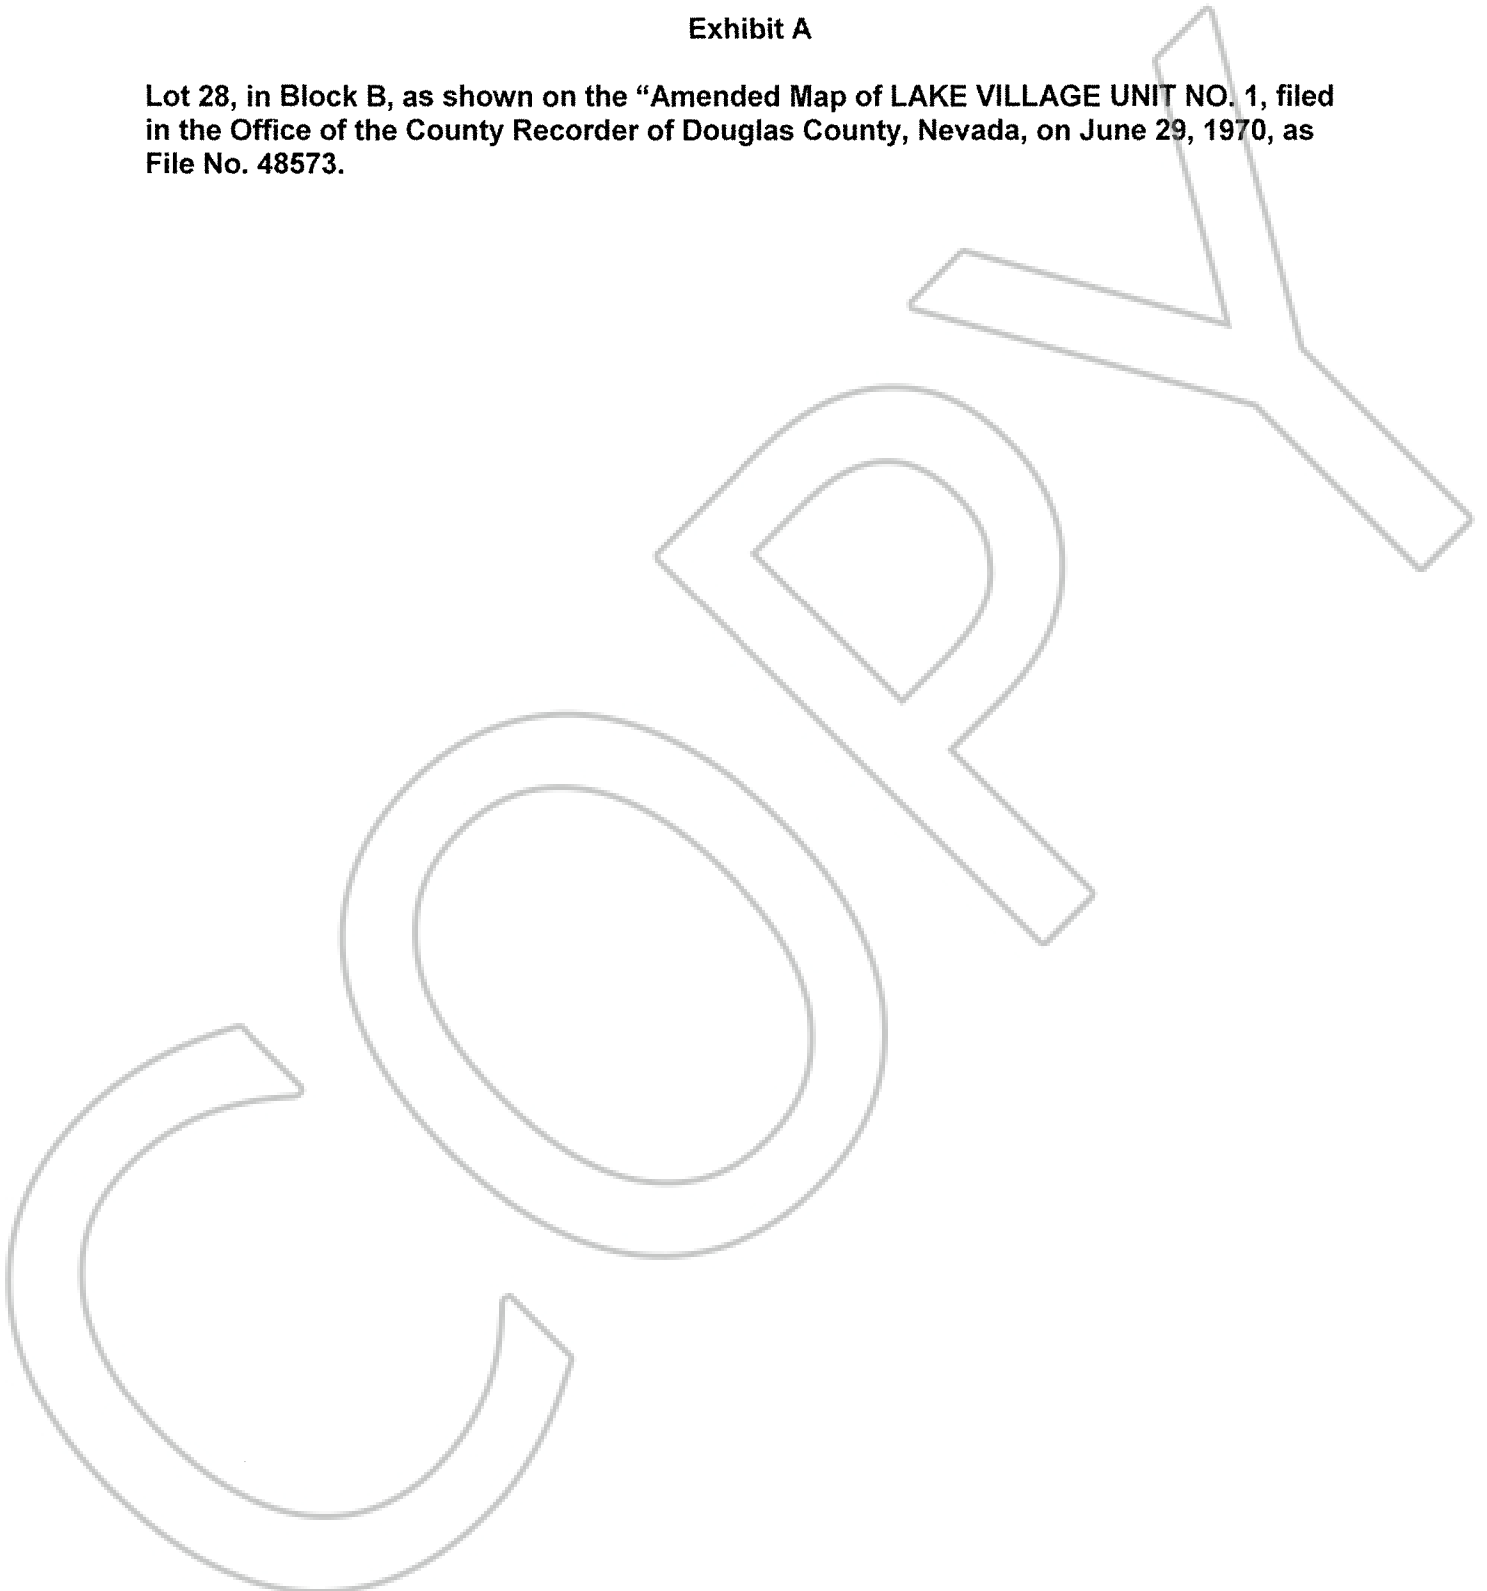 Exhibit A
Lot 28, in Block B, as shown on the “Amended Map of LAKE VILLAGE UNIT NO. 1, filed
in the Office of the County Recorder of Douglas County, Nevada, on June 29, 1970, as
File No. 48573.
COPY